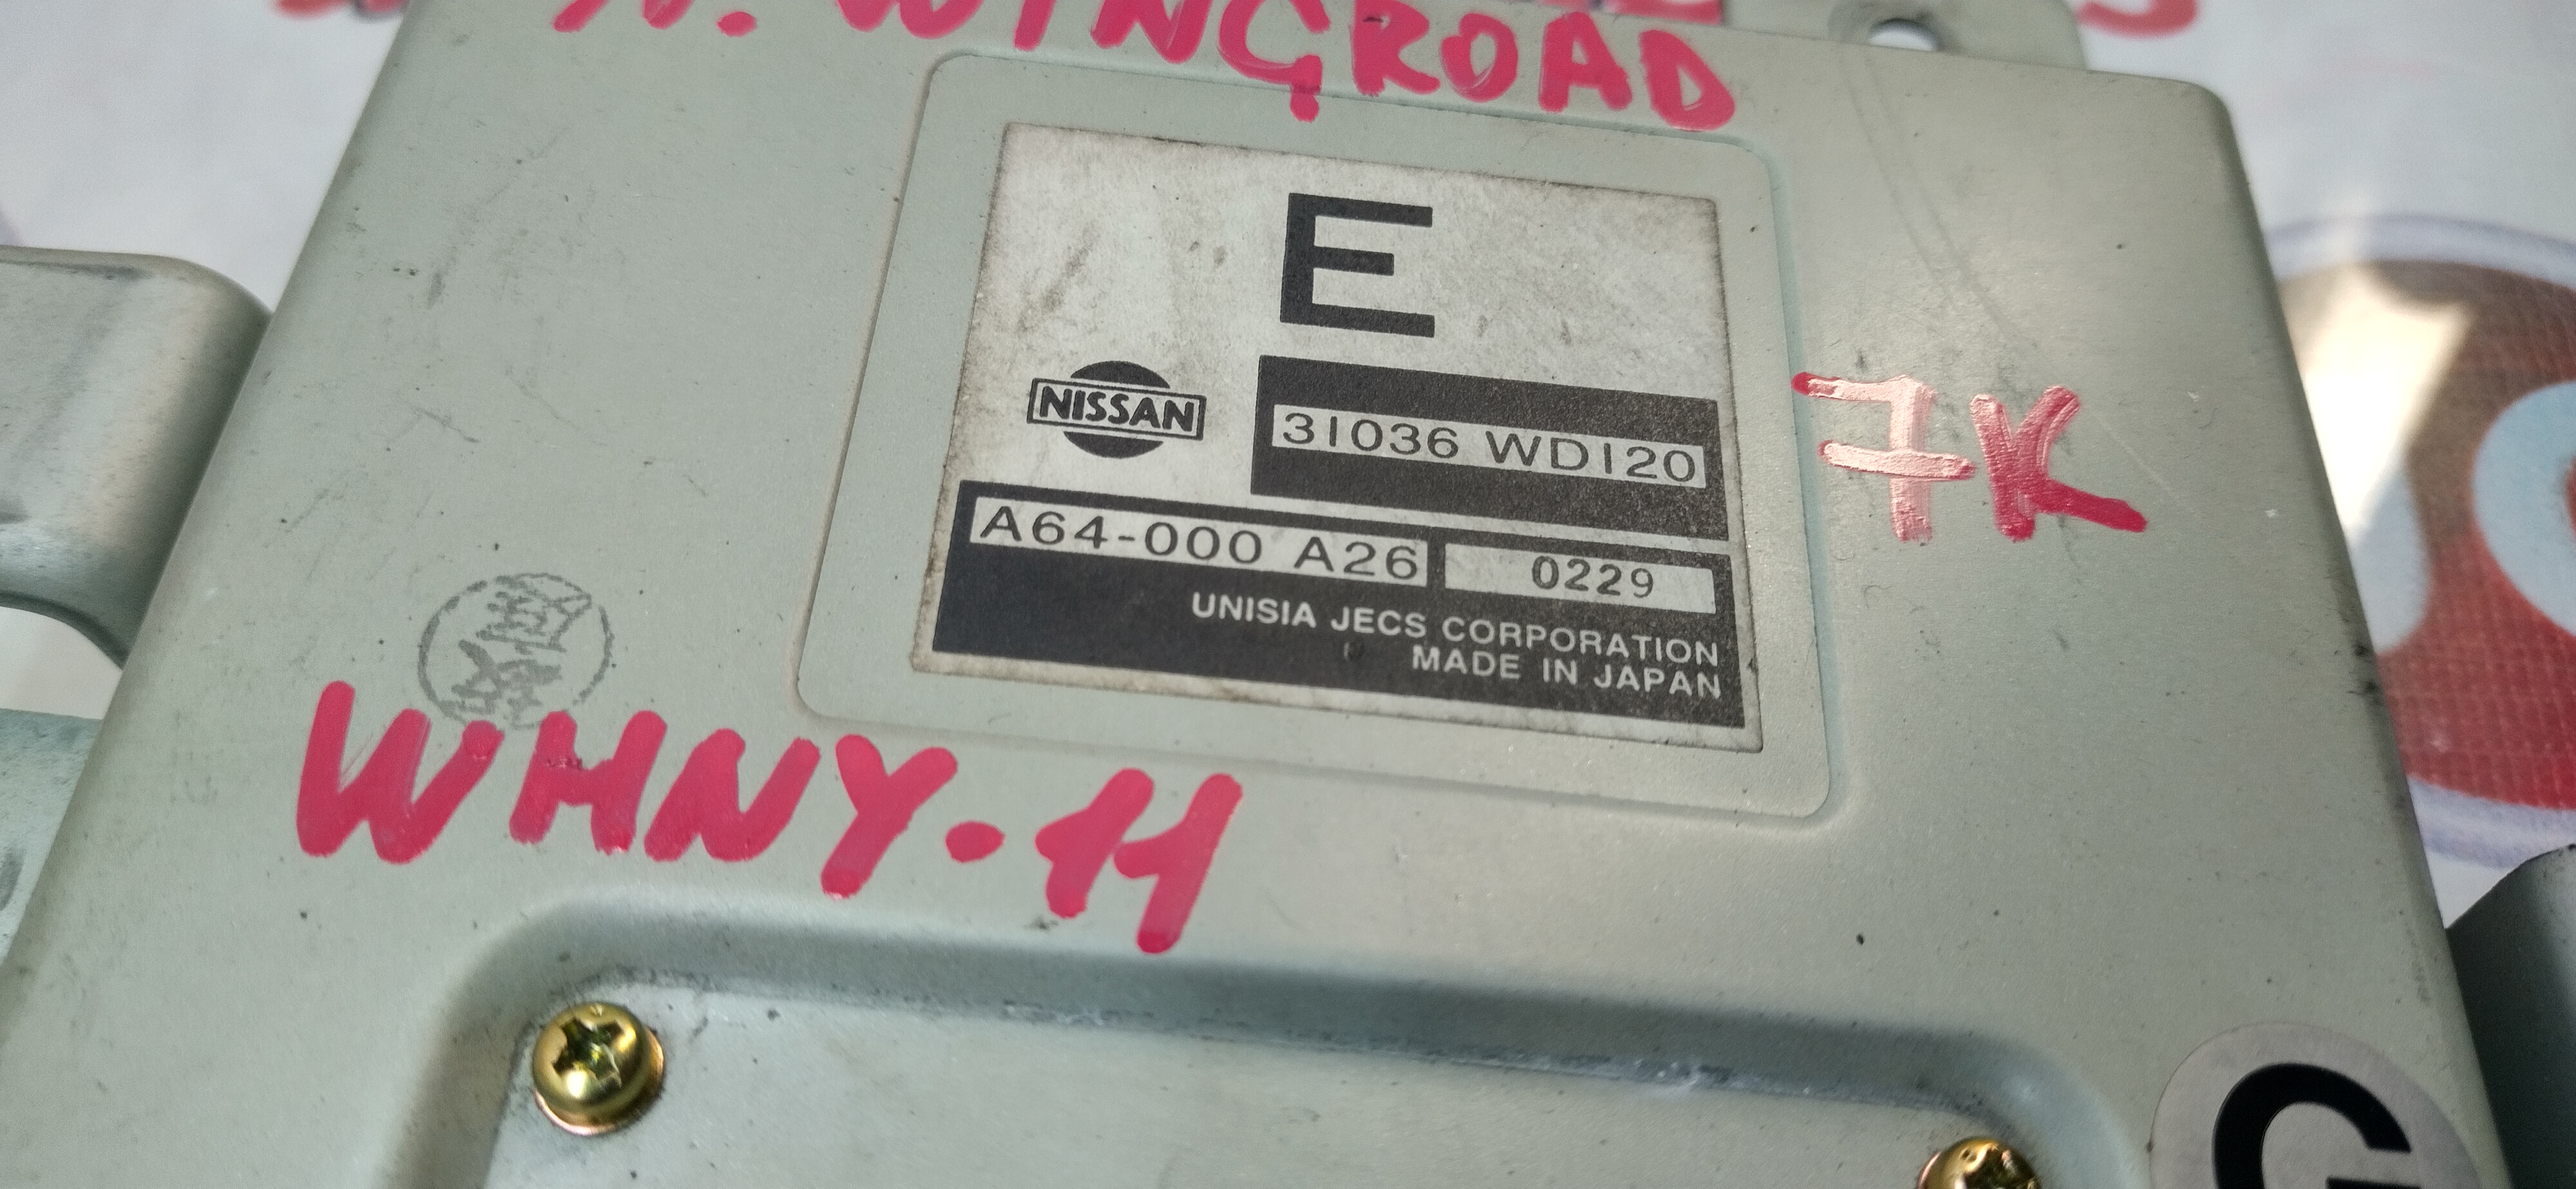 N. WINGROAD
E
NISSAN
31036 WD120
7K
A64-000 A26
0229
UNISIA JECS CORPORATION
MADE IN JAPAN
WHNY-11
G